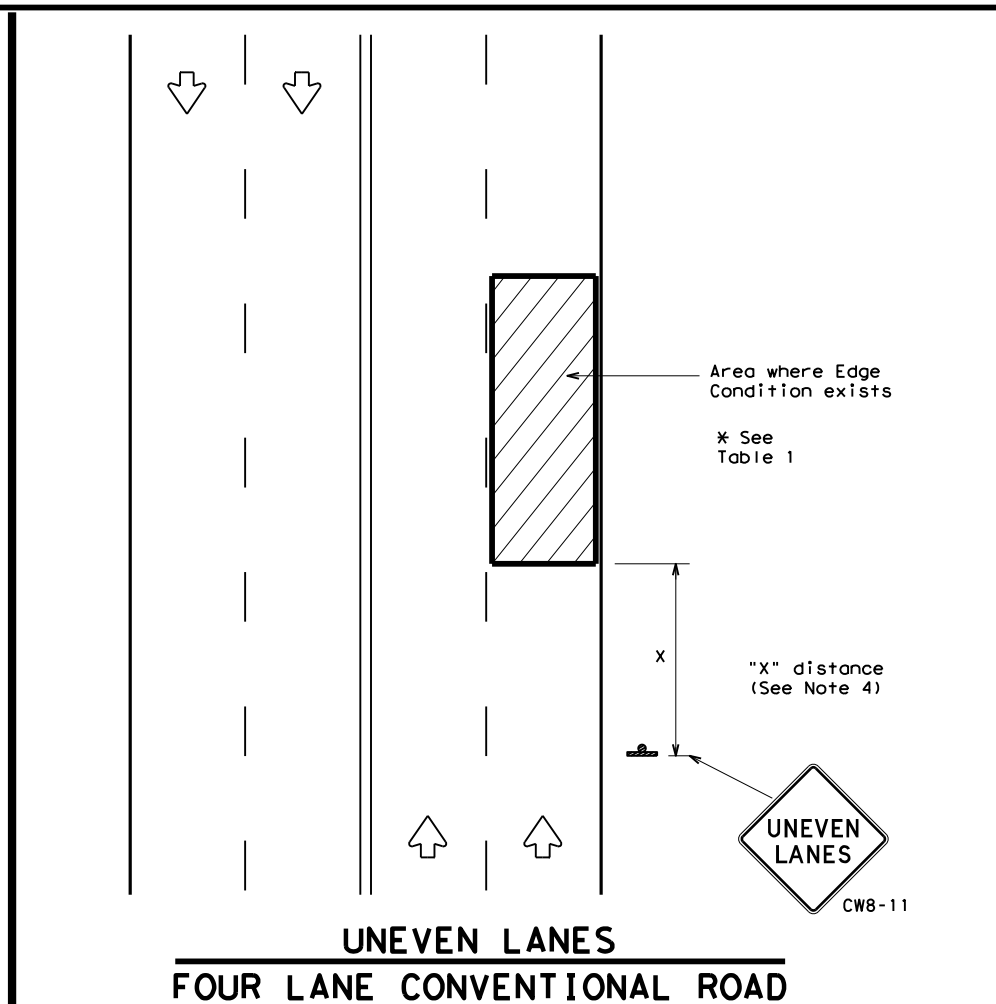 Area where Edge
Condition exists
* See
Table 1
X
"X" distance
(See Note 4)
UNEVEN
LANES
CW8-11
UNEVEN LANES
FOUR LANE CONVENTIONAL ROAD